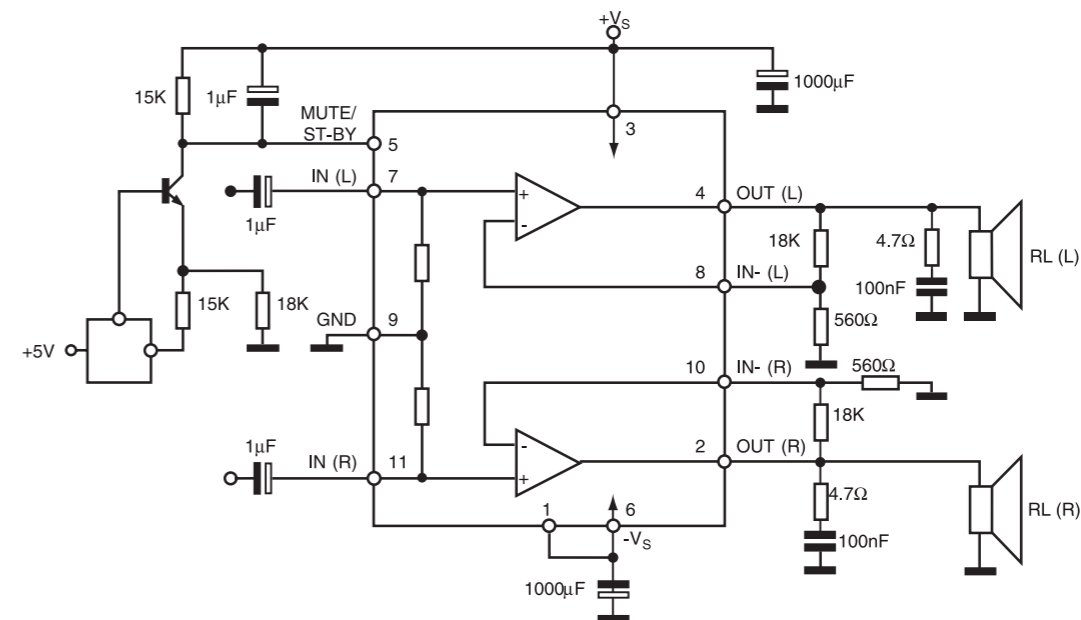 +VS
15K
1μF
1000μF
MUTE/
ST-BY
5
3
IN (L)
7
+
-
4
OUT (L)
1μF
18K
4.7Ω
RL (L)
8
IN- (L)
100nF
15K
18K
GND
9
560Ω
+5V
10
IN- (R)
560Ω
18K
1μF
IN (R)
11
-
+
2
OUT (R)
4.7Ω
RL (R)
1
6
-VS
100nF
1000μF